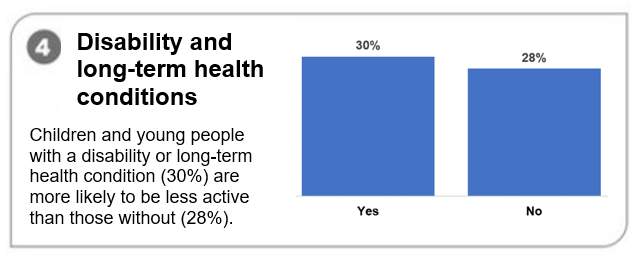 4
Disability and
long-term health
conditions
Children and young people
with a disability or long-term
health condition (30%) are
more likely to be less active
than those without (28%).
30%
28%
Yes
No